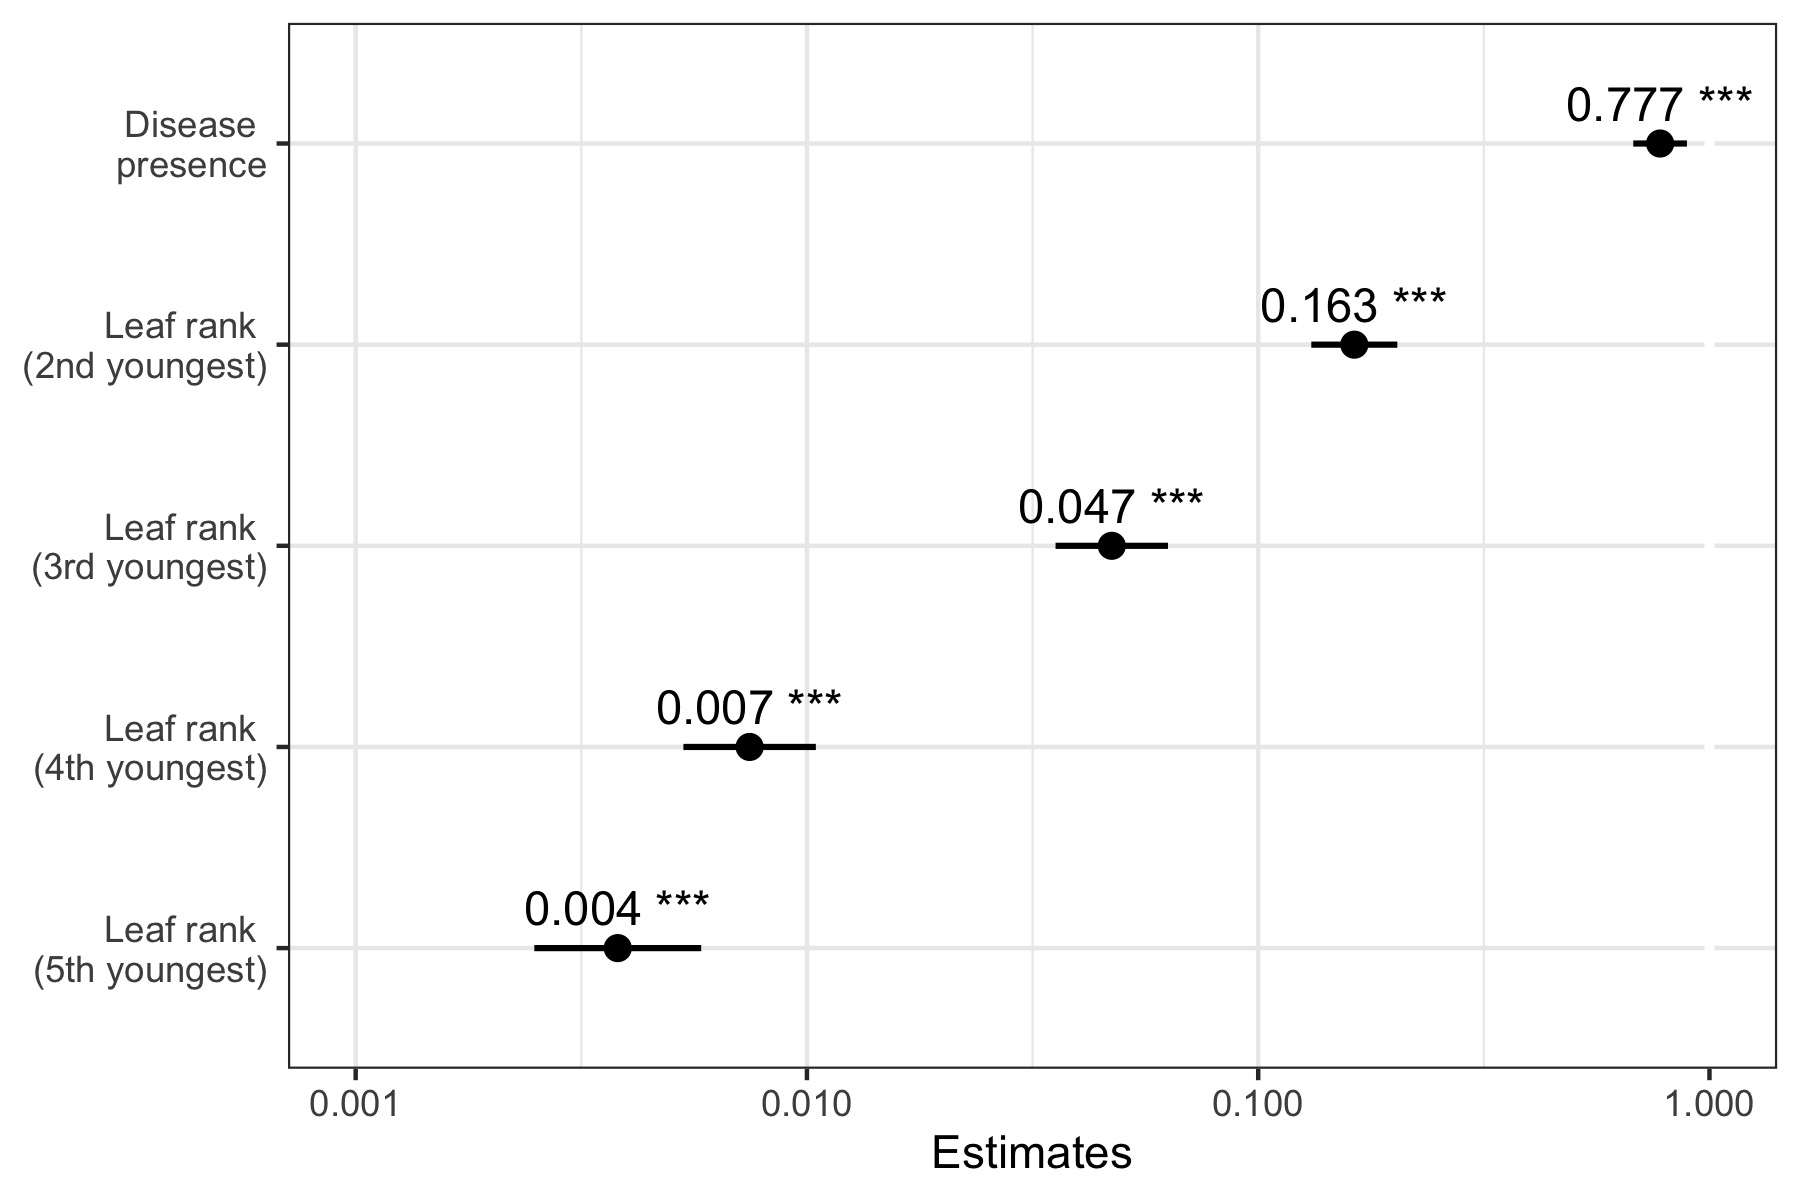 0.777 ***
Disease
presence
0.163 ***
Leaf rank
(2nd youngest)
0.047 ***
Leaf rank
(3rd youngest)
0.007 ***
Leaf rank
(4th youngest)
0.004 ***
Leaf rank
(5th youngest)
0.001 0.010 0.100 1.000
Estimates